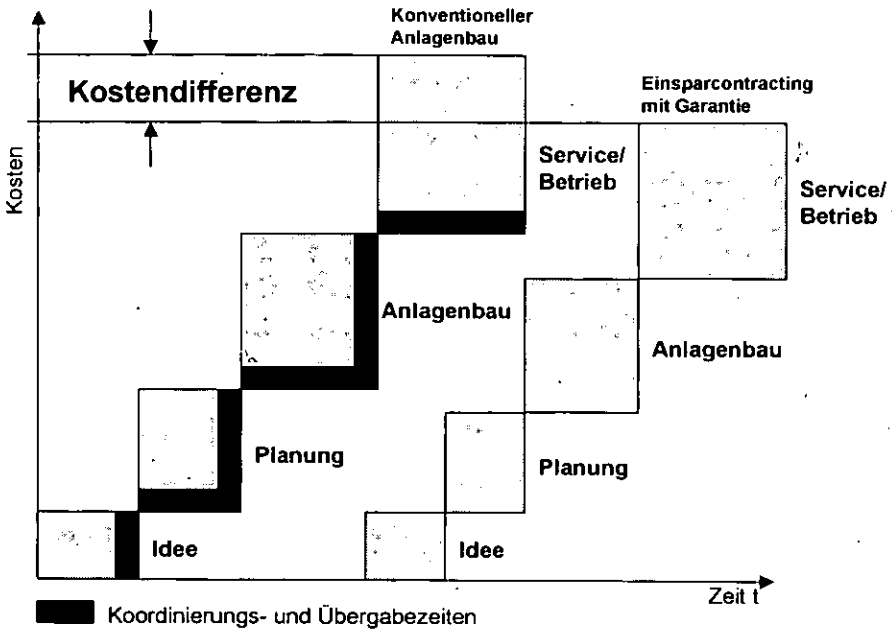 Konventioneller
Anlagenbau
Kostendifferenz
Einsparcontracting
mit Garantie
Kosten
Service/
Betrieb
Service/
Betrieb
Anlagenbau
Anlagenbau
Planung
Planung
Idee
Idee
Zeit t
Koordinierungs- und Übergabezeiten